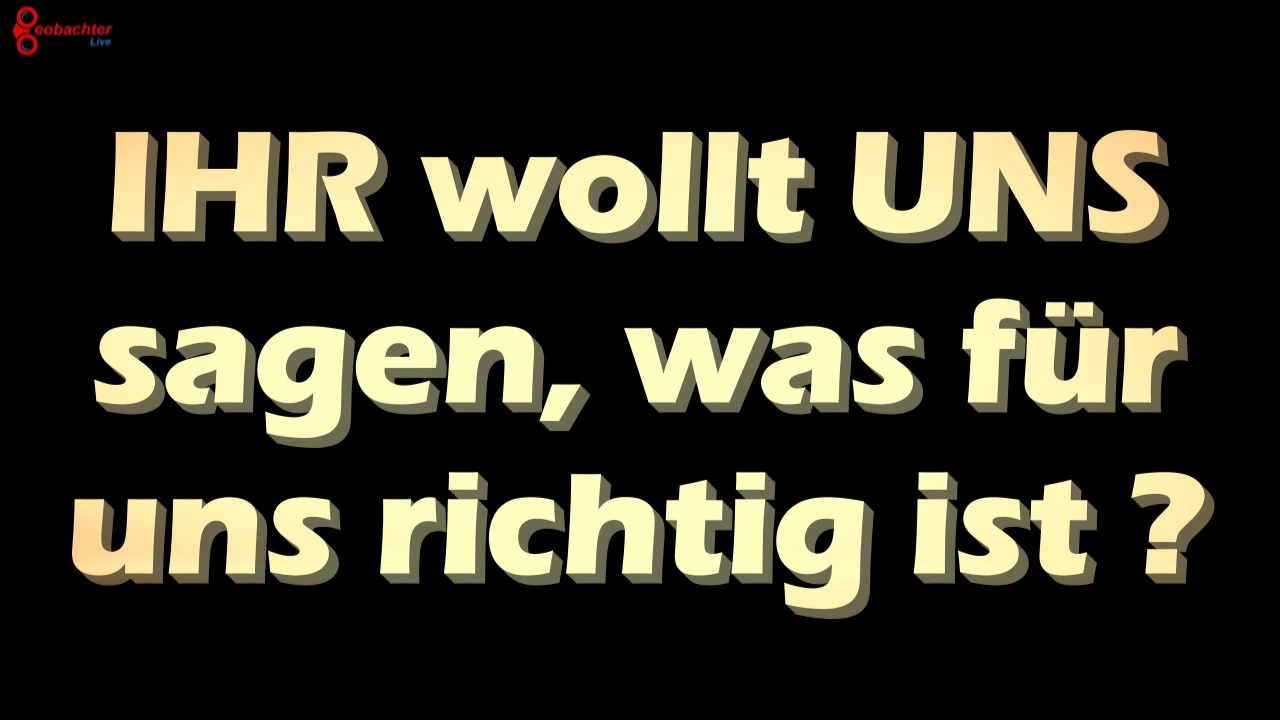 Beobachter
Live
IHR wollt UNS
sagen, was für
uns richtig ist ?